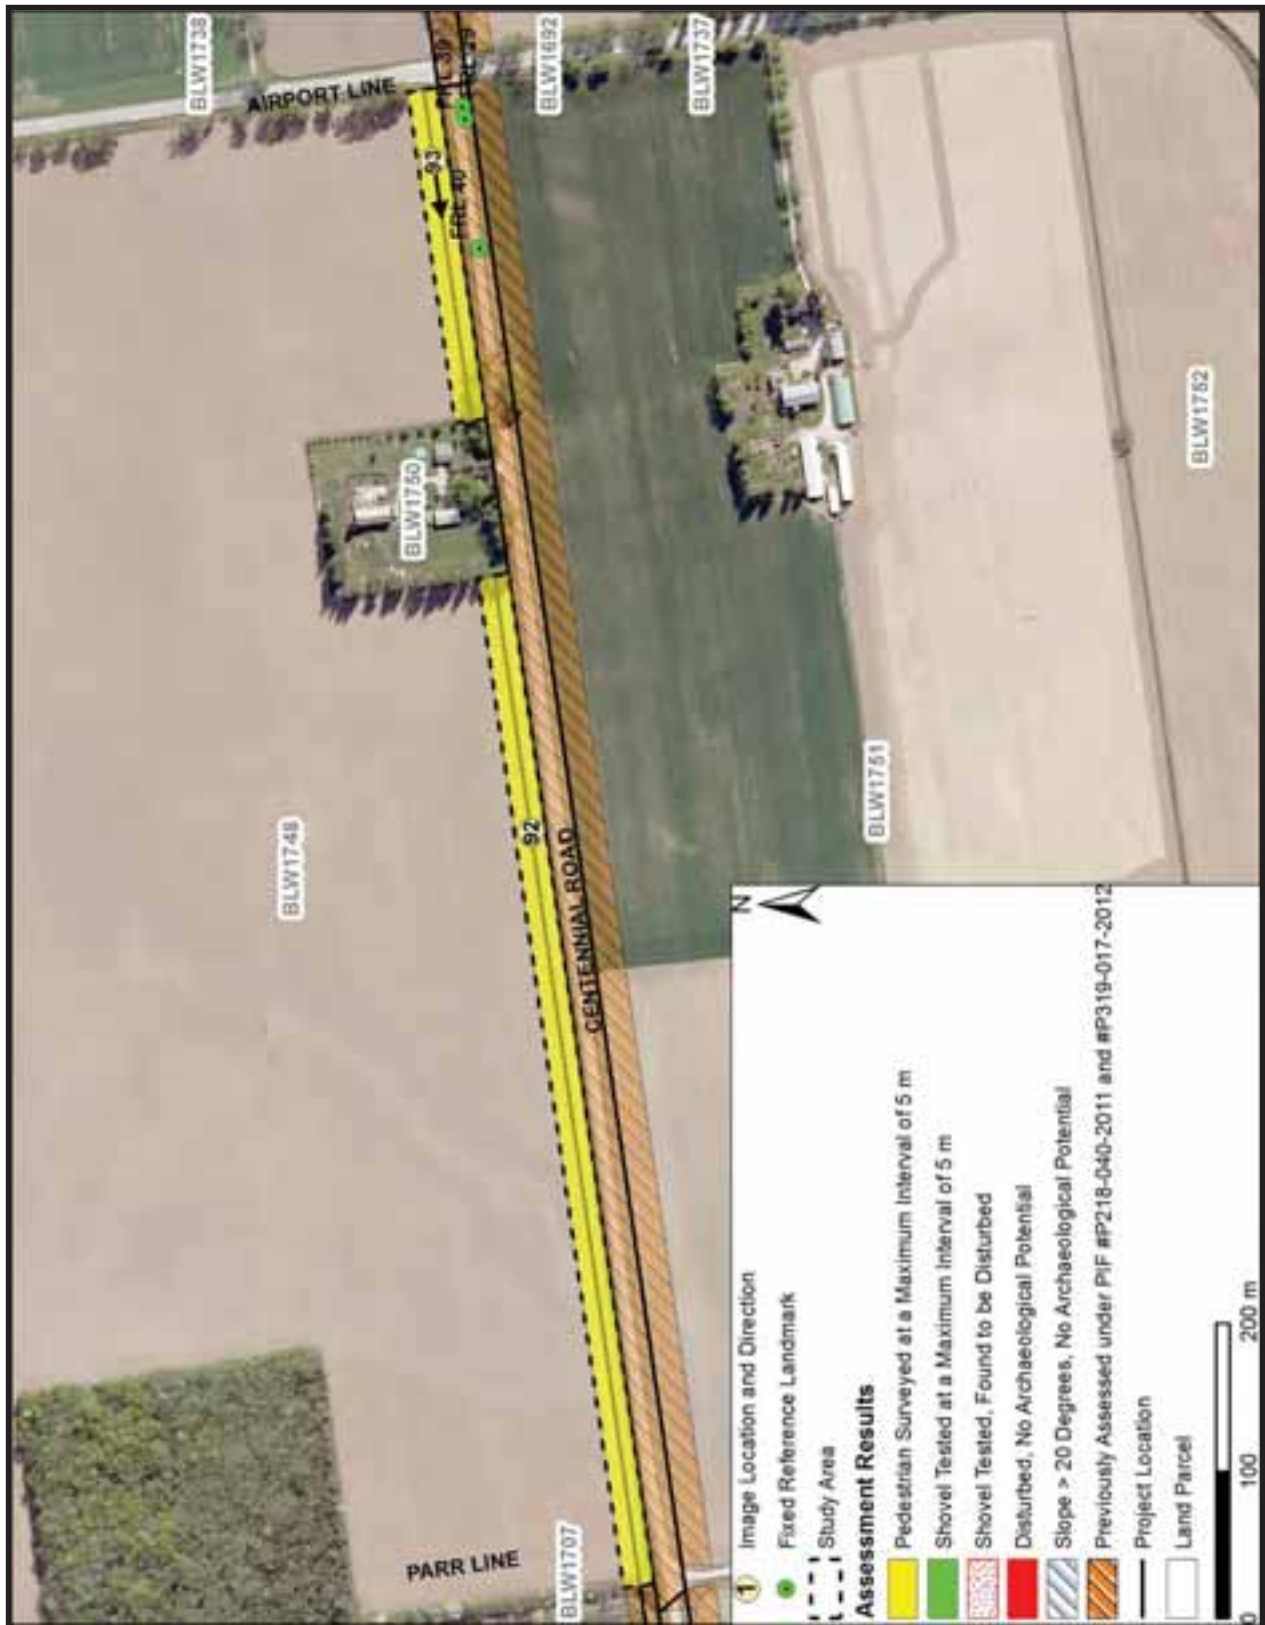 BLW1738
AIRPORT LINE
BLW1692
BLW1737
FRL 39
93
FRL 40
BLW1750
BLW1752
BLW1748
92
CENTENNIAL ROAD
BLW1751
PARR LINE
BLW1707
N
1 Image Location and Direction
Fixed Reference Landmark
Study Area
Assessment Results
Pedestrian Surveyed at a Maximum Interval of 5 m
Shovel Tested at a Maximum Interval of 5 m
Shovel Tested, Found to be Disturbed
Disturbed, No Archaeological Potential
Slope > 20 Degrees, No Archaeological Potential
Previously Assessed under PIF #P218-040-2011 and #P319-017-2012
Project Location
Land Parcel
0 100 200 m